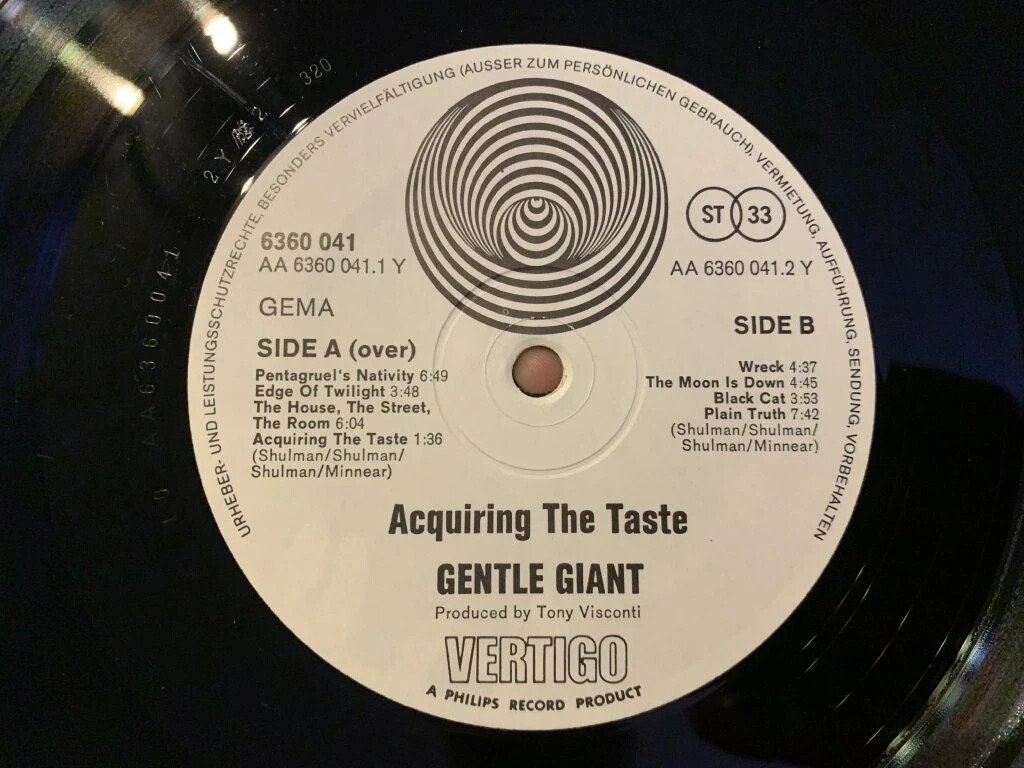 URHEBER- UND LEISTUNGSSCHUTZRECHTE, BESONDERS VERVIELFÄLTIGUNG (AUSSER ZUM PERSÖNLICHEN GEBRAUCH), VERMIETUNG, AUFFÜHRUNG, SENDUNG, VORBEHALTEN
320
ST 33
6360 041
AA 6360 041.1 Y
AA 6360 041.2 Y
GEMA
SIDE B
SIDE A (over)
Pentagruel's Nativity 6:49
Edge Of Twilight 3:48
The House, The Street,
The Room 6:04
Acquiring The Taste 1:36
(Shulman/Shulman/
Shulman/Minnear)
Wreck 4:37
The Moon Is Down 4:45
Black Cat 3:53
Plain Truth 7:42
(Shulman/Shulman/
Shulman/Minnear)
Acquiring The Taste
GENTLE GIANT
Produced by Tony Visconti
VERTIGO
A PHILIPS RECORD PRODUCT